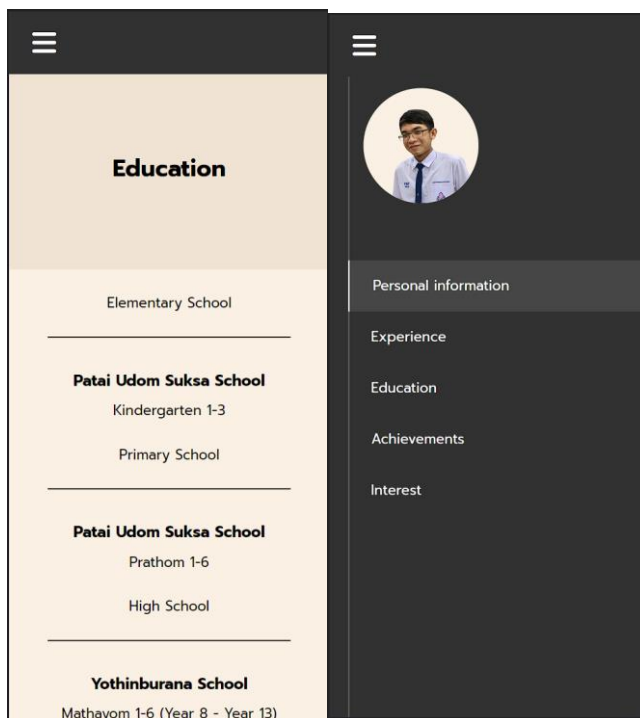 Education
Elementary School
Patai Udom Suksa School
Kindergarten 1-3
Primary School
Patai Udom Suksa School
Prathom 1-6
High School
Yothinburana School
Mathayom 1-6 (Year 8 - Year 13)
Personal information
Experience
Education
Achievements
Interest